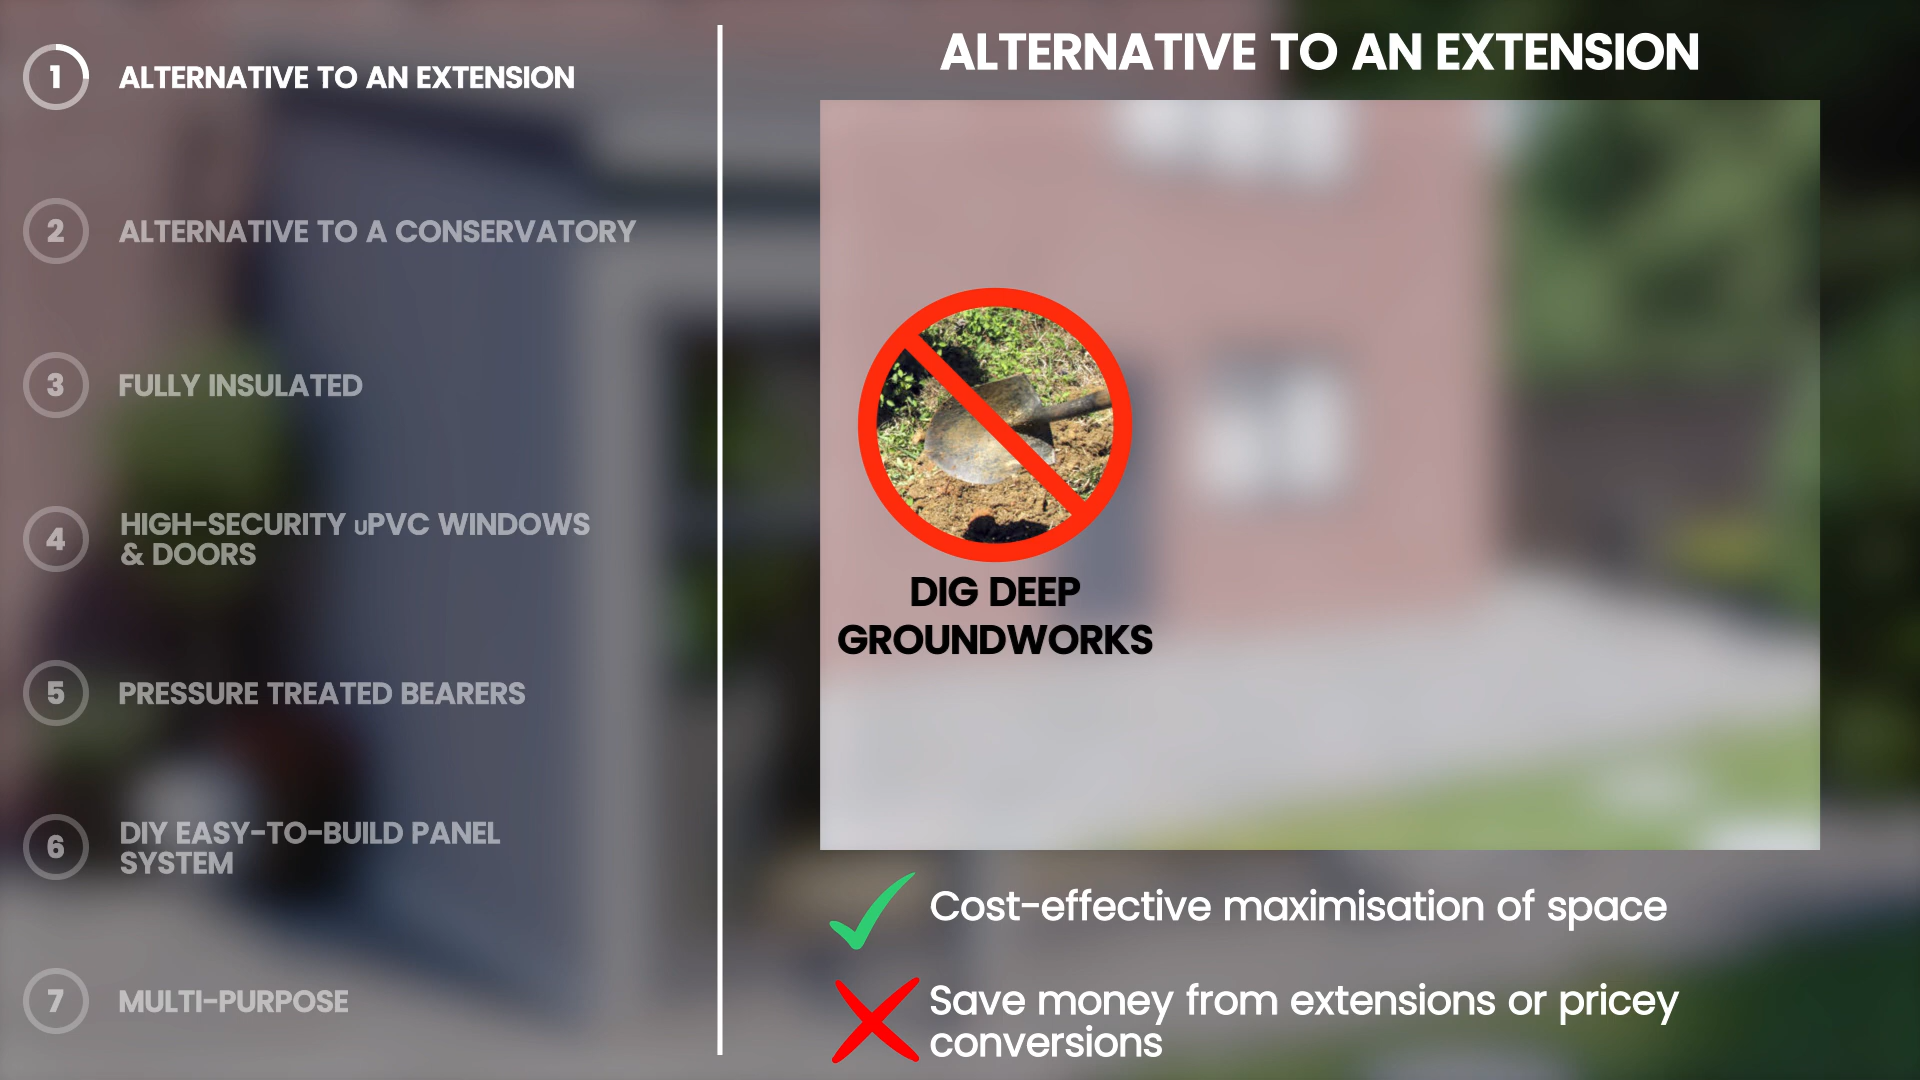 1 ALTERNATIVE TO AN EXTENSION
2 ALTERNATIVE TO A CONSERVATORY
3 FULLY INSULATED
4 HIGH-SECURITY uPVC WINDOWS
& DOORS
5 PRESSURE TREATED BEARERS
6 DIY EASY-TO-BUILD PANEL
SYSTEM
7 MULTI-PURPOSE
ALTERNATIVE TO AN EXTENSION
DIG DEEP
GROUNDWORKS
Cost-effective maximisation of space
Save money from extensions or pricey
conversions